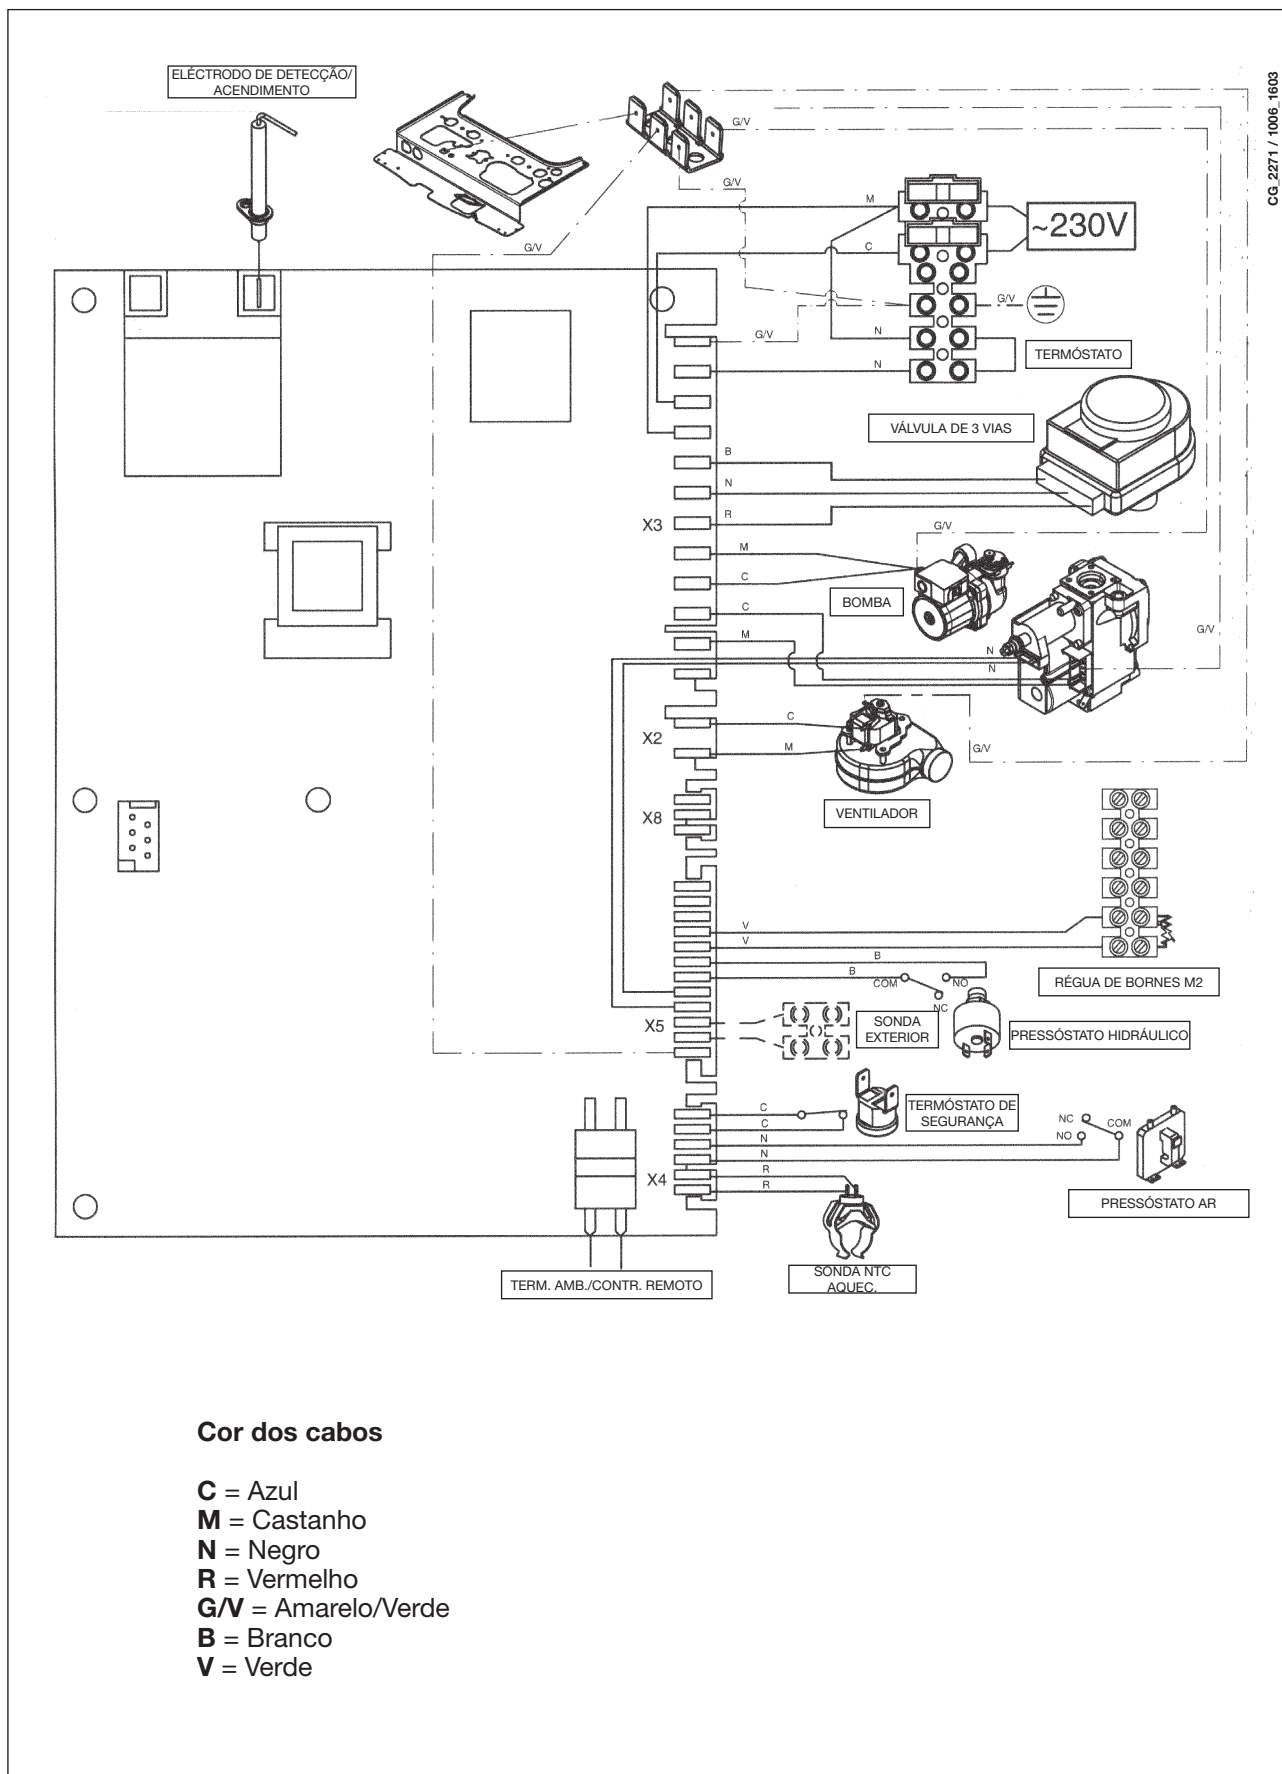 CG_2271 / 1006_1603
ELÉCTRODO DE DETECÇÃO/
ACENDIMENTO
G/V
G/V
G/V
M
~230V
C
G/V
G/V
N
TERMÓSTATO
N
VÁLVULA DE 3 VIAS
B
N
X3
R
G/V
M
C
BOMBA
C
M
G/V
N
N
X2
C
M
G/V
VENTILADOR
X8
V
V
B
B
COM
NO
NC
RÉGUA DE BORNES M2
X5
SONDA
EXTERIOR
PRESSÓSTATO HIDRÁULICO
C
C
TERMÓSTATO DE
SEGURANÇA
NC
NO
COM
N
N
X4
R
R
PRESSÓSTATO AR
SONDA NTC
AQUEC.
TERM. AMB./CONTR. REMOTO
Cor dos cabos
C = Azul
M = Castanho
N = Negro
R = Vermelho
G/V = Amarelo/Verde
B = Branco
V = Verde